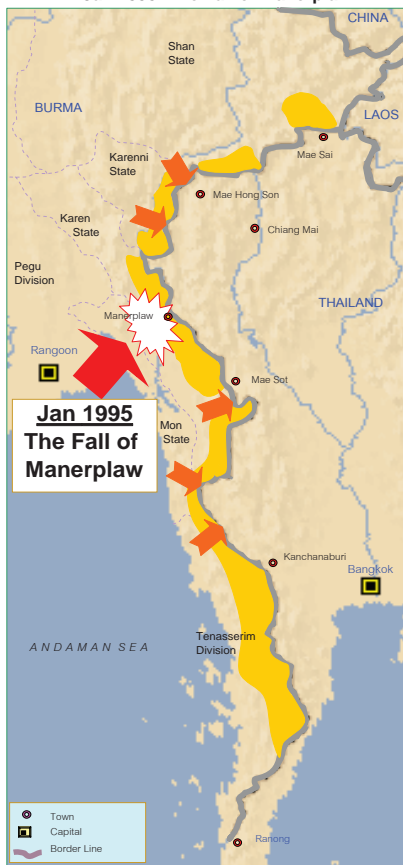 CHINA
Shan
State
BURMA
LAOS
Mae Sai
Karenni
State
Mae Hong Son
Karen
State
Chiang Mai
Pegu
Division
THAILAND
Manerplaw
Rangoon
Mae Sot
Jan 1995
The Fall of
Manerplaw
Mon
State
Kanchanaburi
Bangkok
ANDAMAN SEA
Tenasserim
Division
Town
Capital
Border Line
Ranong